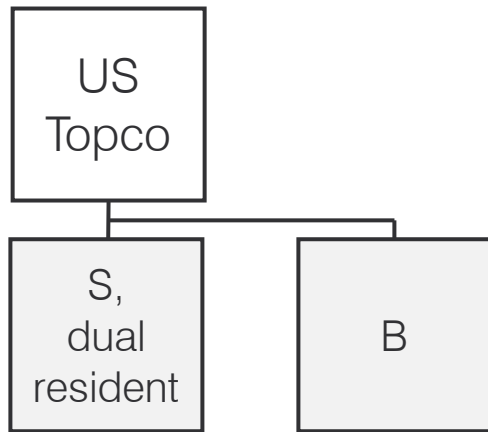 US
Topco
S,
dual
resident
B